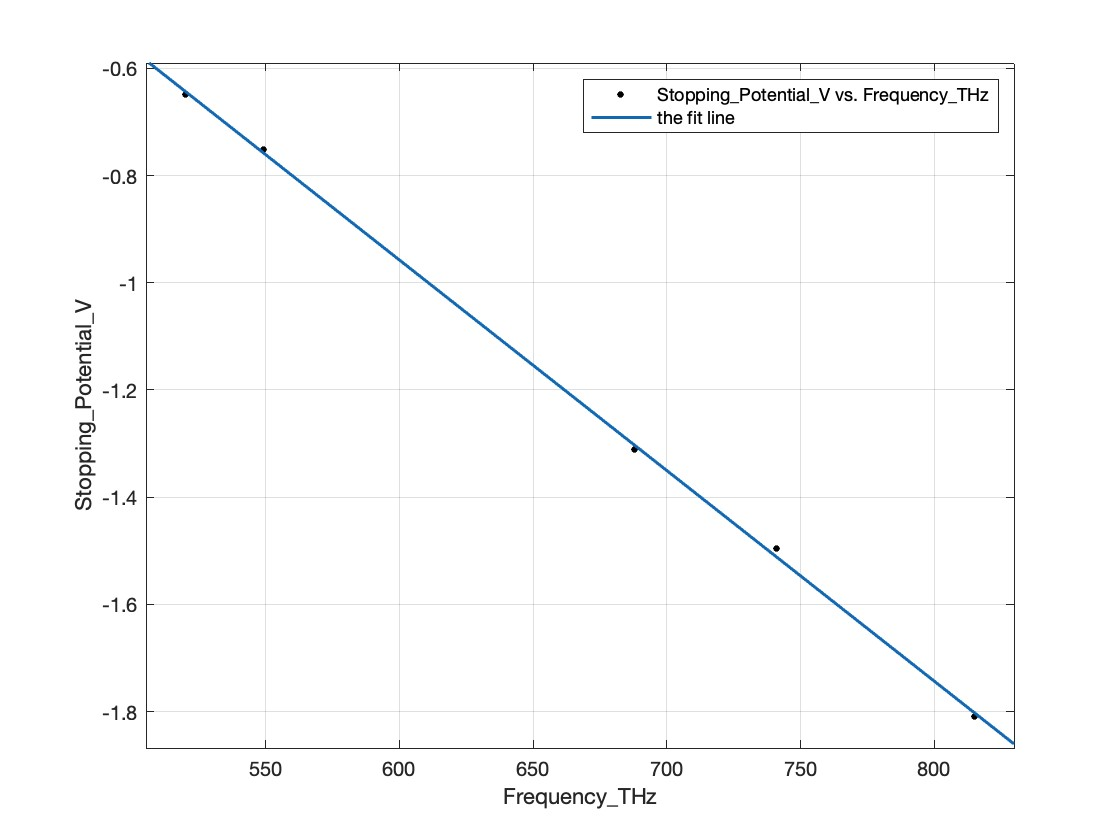 Stopping_Potential_V vs. Frequency_THz
the fit line
-0.6
-0.8
-1
-1.2
-1.4
-1.6
-1.8
Stopping_Potential_V
550 600 650 700 750 800
Frequency_THz